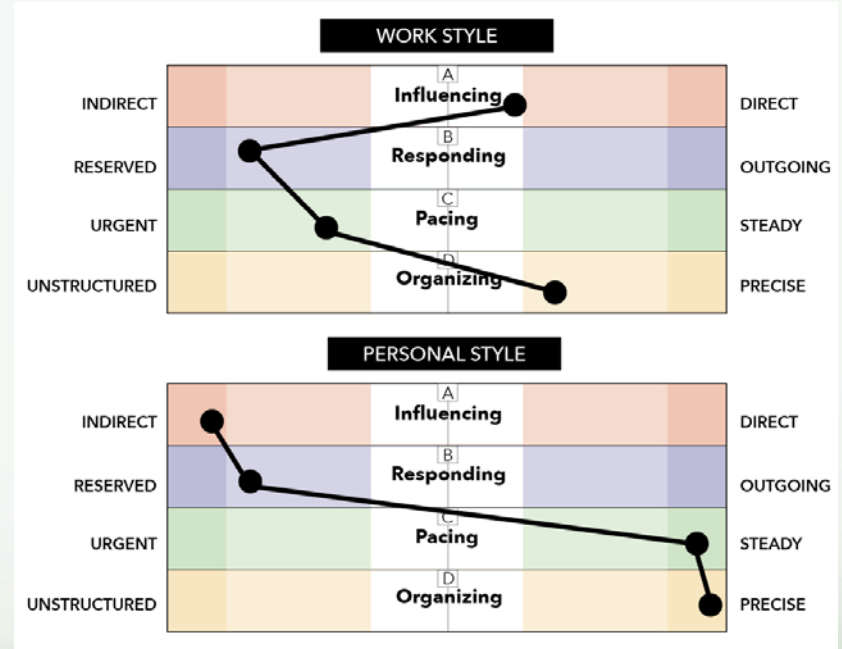 WORK STYLE
A
INDIRECT Influencing DIRECT
B
RESERVED Responding OUTGOING
C
URGENT Pacing STEADY
D
UNSTRUCTURED Organizing PRECISE
PERSONAL STYLE
A
INDIRECT Influencing DIRECT
B
RESERVED Responding OUTGOING
C
URGENT Pacing STEADY
D
UNSTRUCTURED Organizing PRECISE